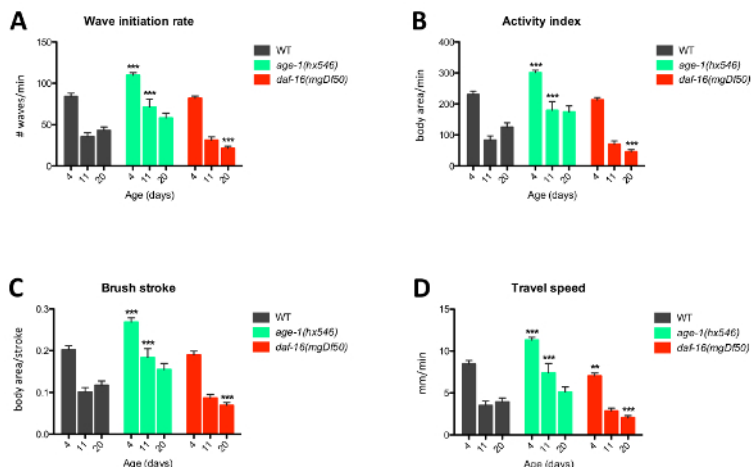 A
Wave initiation rate
# waves/min
150
100
50
0
4 11 20 4 11 20 4 11 20
Age (days)
*** *** ***
WT
age-1(hx546)
daf-16(mgDf50)
B
Activity index
body area/min
400
300
200
100
0
4 11 20 4 11 20 4 11 20
Age (days)
*** *** ***
WT
age-1(hx546)
daf-16(mgDf50)
C
Brush stroke
body area/stroke
0.3
0.2
0.1
0.0
4 11 20 4 11 20 4 11 20
Age (days)
*** *** ***
WT
age-1(hx546)
daf-16(mgDf50)
D
Travel speed
mm/min
15
10
5
0
4 11 20 4 11 20 4 11 20
Age (days)
*** *** ** ***
WT
age-1(hx546)
daf-16(mgDf50)